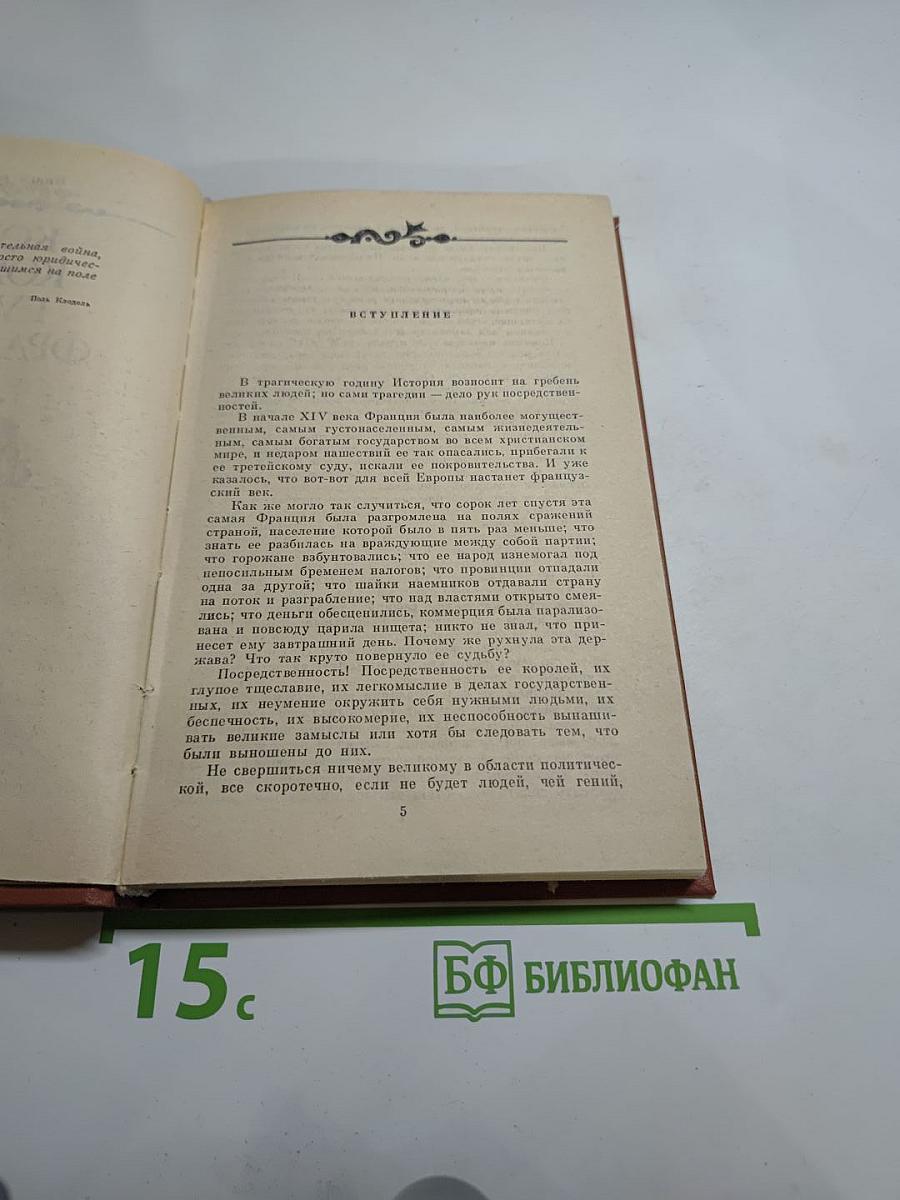 тельная война,
осто юридичес-
шимся на поле
Поль Клодель
ВСТУПЛЕНИЕ
В трагическую годину История возносит на гребень
великих людей; но сами трагедии — дело рук посредствен-
ностей.
В начале XIV века Франция была наиболее могущест-
венным, самым густонаселенным, самым жизнедеятель-
ным, самым богатым государством во всем христианском
мире, и недаром нашествий ее так опасались, прибегали к
ее третейскому суду, искали ее покровительства. И уже
казалось, что вот-вот для всей Европы настанет француз-
ский век.
Как же могло так случиться, что сорок лет спустя эта
самая Франция была разгромлена на полях сражений
страной, население которой было в пять раз меньше; что
знать ее разбилась на враждующие между собой партии;
что горожане взбунтовались; что ее народ изнемогал под
непосильным бременем налогов; что провинции отпадали
одна за другой; что шайки наемников отдавали страну
на поток и разграбление; что над властями открыто смея-
лись; что деньги обесценились, коммерция была парализо-
вана и повсюду царила нищета; никто не знал, что при-
несет ему завтрашний день. Почему же рухнула эта дер-
жава? Что так круто повернуло ее судьбу?
Посредственность! Посредственность ее королей, их
глупое тщеславие, их легкомыслие в делах государствен-
ных, их неумение окружить себя нужными людьми, их
беспечность, их высокомерие, их неспособность вынаши-
вать великие замыслы или хотя бы следовать тем, что
были выношены до них.
Не свершиться ничему великому в области политичес-
кой, все скоротечно, если не будет людей, чей гений,
5
15 с
БФ БИБЛИОФАН